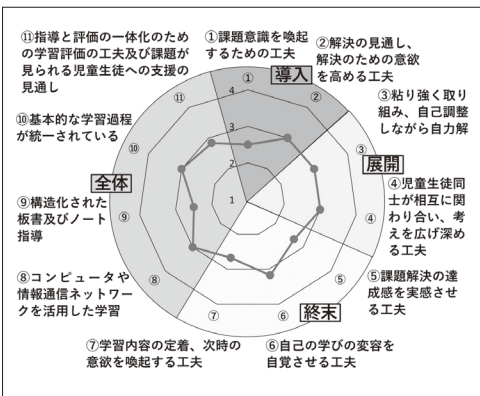 ①課題意識を喚起
するための工夫
②解決の見通し、
解決のための意欲
を高める工夫
③粘り強く取り
組み、自己調整
しながら自力解
④児童生徒同
士が相互に関
わり合い、考
えを広げ深め
る工夫
⑤課題解決の達
成感を実感させ
る工夫
⑥自己の学びの変容を
自覚させる工夫
⑦学習内容の定着、次時の
意欲を喚起する工夫
⑧コンピュータや
情報通信ネットワー
クを活用した学習
⑨構造化された
板書及びノート
指導
⑩基本的な学習過程
が統一されている
⑪指導と評価の一体化のため
の学習評価の工夫及び課題が
見られる児童生徒への支援の
見通し
導入
展開
終末
全体
①
②
③
④
⑤
⑥
⑦
⑧
⑨
⑩
⑪
4
3
2
1